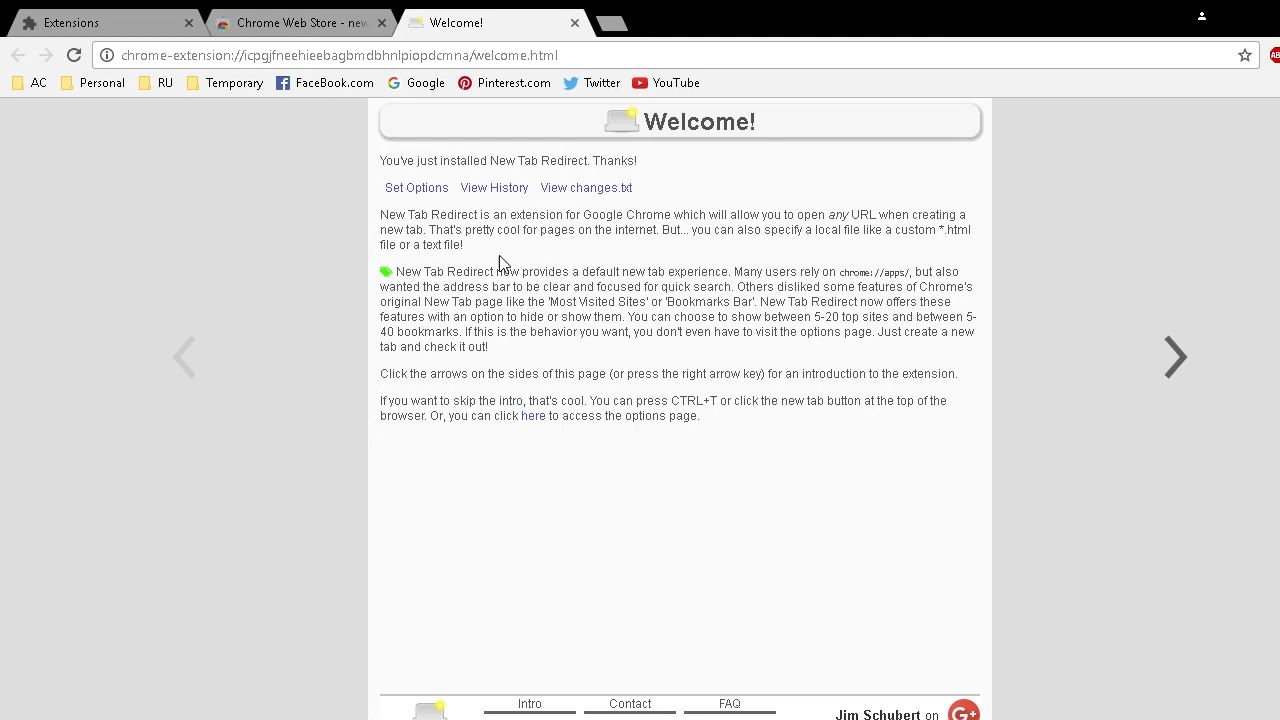 Extensions
Chrome Web Store - new
Welcome!
chrome-extension://icpgjfneehieebagbmdbhnlpiopdcmna/welcome.html
AC Personal RU Temporary FaceBook.com Google Pinterest.com Twitter YouTube
Welcome!
You've just installed New Tab Redirect. Thanks!
Set Options View History View changes.txt
New Tab Redirect is an extension for Google Chrome which will allow you to open any URL when creating a
new tab. That's pretty cool for pages on the internet. But... you can also specify a local file like a custom *.html
file or a text file!
New Tab Redirect now provides a default new tab experience. Many users rely on chrome://apps/, but also
wanted the address bar to be clear and focused for quick search. Others disliked some features of Chrome's
original New Tab page like the 'Most Visited Sites' or 'Bookmarks Bar'. New Tab Redirect now offers these
features with an option to hide or show them. You can choose to show between 5-20 top sites and between 5-
40 bookmarks. If this is the behavior you want, you don't even have to visit the options page. Just create a new
tab and check it out!
Click the arrows on the sides of this page (or press the right arrow key) for an introduction to the extension.
If you want to skip the intro, that's cool. You can press CTRL+T or click the new tab button at the top of the
browser. Or, you can click here to access the options page.
Intro Contact FAQ
Jim Schubert on G+